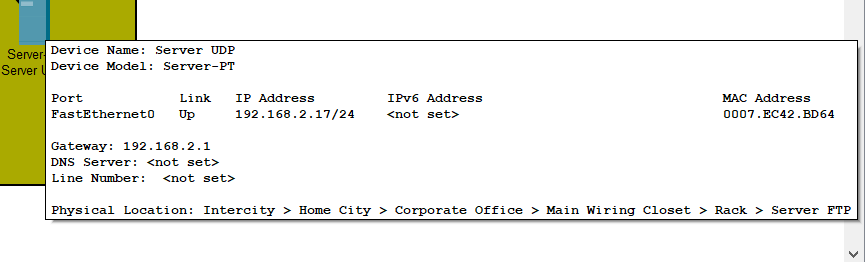 Server-
Server U
Device Name: Server UDP
Device Model: Server-PT
Port Link IP Address IPv6 Address MAC Address
FastEthernet0 Up 192.168.2.17/24 <not set> 0007.EC42.BD64
Gateway: 192.168.2.1
DNS Server: <not set>
Line Number: <not set>
Physical Location: Intercity > Home City > Corporate Office > Main Wiring Closet > Rack > Server FTP